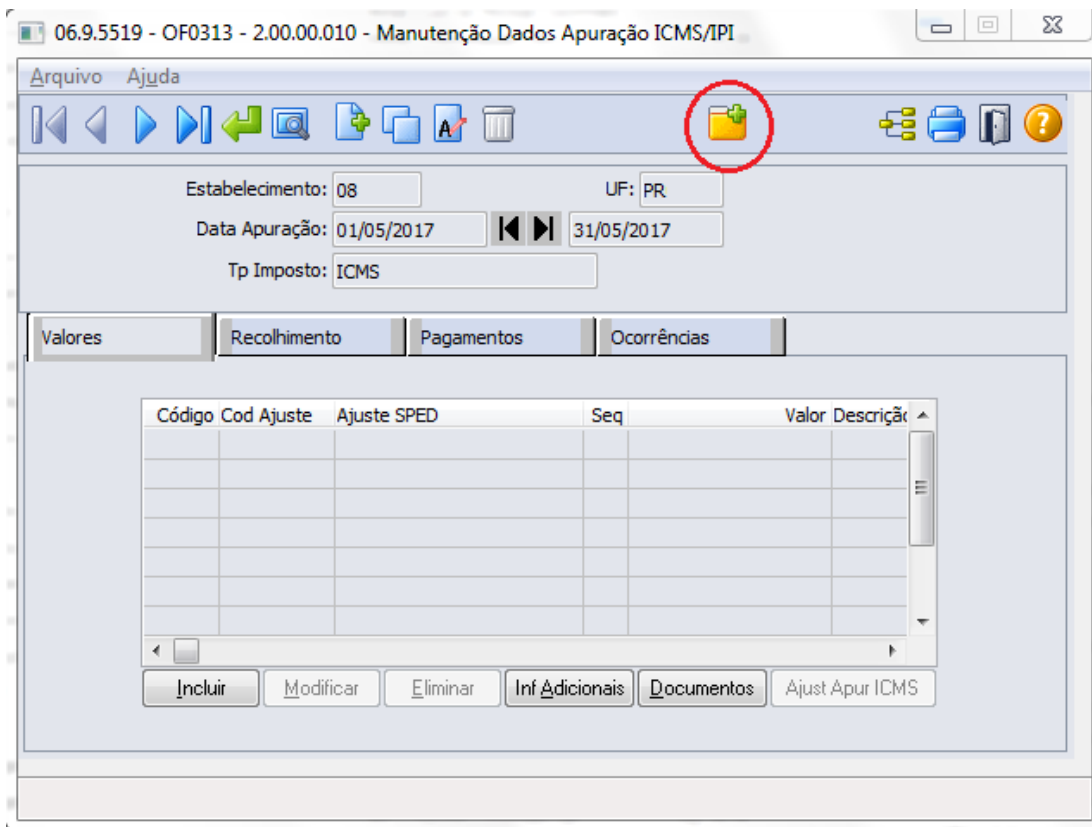 06.9.5519 - OF0313 - 2.00.00.010 - Manutenção Dados Apuração ICMS/IPI
Arquivo Ajuda
Estabelecimento: 08 UF: PR
Data Apuração: 01/05/2017 31/05/2017
Tp Imposto: ICMS
Valores Recolhimento Pagamentos Ocorrências
Código Cod Ajuste Ajuste SPED Seq Valor Descrição
Incluir Modificar Eliminar Inf Adicionais Documentos Ajust Apur ICMS